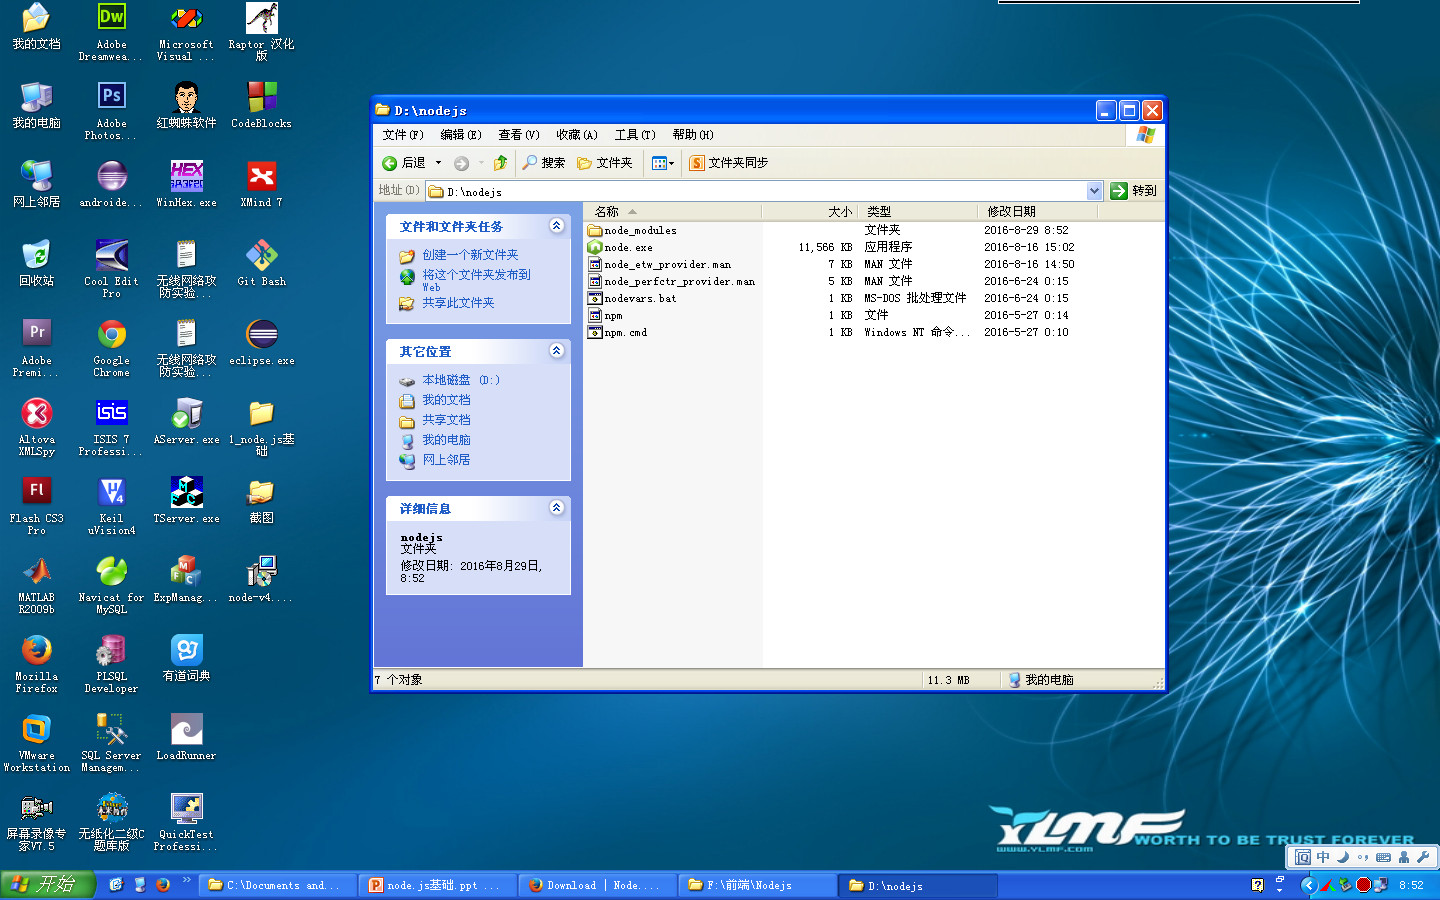 我的文档
Adobe
Dreamwea...
Microsoft
Visual ...
Raptor 汉化
版
我的电脑
Adobe
Photos...
红蜘蛛软件
CodeBlocks
网上邻居
androide...
WinHex.exe
XMind 7
回收站
Cool Edit
Pro
无线网络攻
防实验...
Git Bash
Adobe
Premi...
Google
Chrome
无线网络攻
防实验...
eclipse.exe
Altova
XMLSpy
ISIS 7
Professi...
AServer.exe
1_node.js基
础
Flash CS3
Pro
Keil
uVision4
TServer.exe
截图
MATLAB
R2009b
Navicat for
MySQL
ExpManag...
node-v4....
Mozilla
Firefox
PLSQL
Developer
有道词典
VMware
Workstation
SQL Server
Managem...
LoadRunner
屏幕录像专
家V7.5
无纸化二级C
题库版
QuickTest
Professi...
D:\nodejs
文件(F) 编辑(E) 查看(V) 收藏(A) 工具(T) 帮助(H)
后退 搜索 文件夹 文件夹同步
地址(D) D:\nodejs 转到
文件和文件夹任务
创建一个新文件夹
将这个文件夹发布到
Web
共享此文件夹
其它位置
本地磁盘 (D:)
我的文档
共享文档
我的电脑
网上邻居
详细信息
nodejs
文件夹
修改日期: 2016年8月29日,
8:52
名称 大小 类型 修改日期
node_modules 文件夹 2016-8-29 8:52
node.exe 11,566 KB 应用程序 2016-8-16 15:02
node_etw_provider.man 7 KB MAN 文件 2016-8-16 14:50
node_perfctr_provider.man 5 KB MAN 文件 2016-6-24 0:15
nodevars.bat 1 KB MS-DOS 批处理文件 2016-6-24 0:15
npm 1 KB 文件 2016-5-27 0:14
npm.cmd 1 KB Windows NT 命令... 2016-5-27 0:10
7 个对象 11.3 MB 我的电脑
YLMF WORTH TO BE TRUST FOREVER
WWW.YLMF.COM
中
开始 C:\Documents and... node.js基础.ppt ... Download | Node.... F:\前端\Nodejs D:\nodejs 8:52